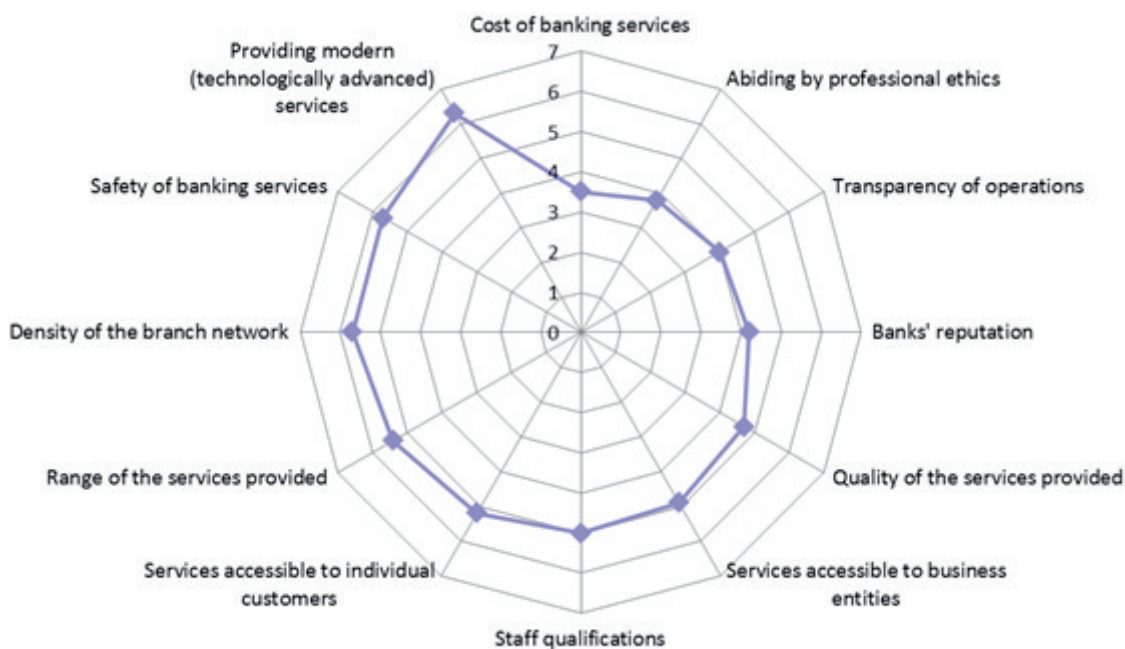 Cost of banking services
Providing modern
(technologically advanced)
services
Abiding by professional ethics
7
6
5
4
3
2
1
0
Safety of banking services
Transparency of operations
Density of the branch network
Banks' reputation
Range of the services provided
Quality of the services provided
Services accessible to individual
customers
Services accessible to business
entities
Staff qualifications